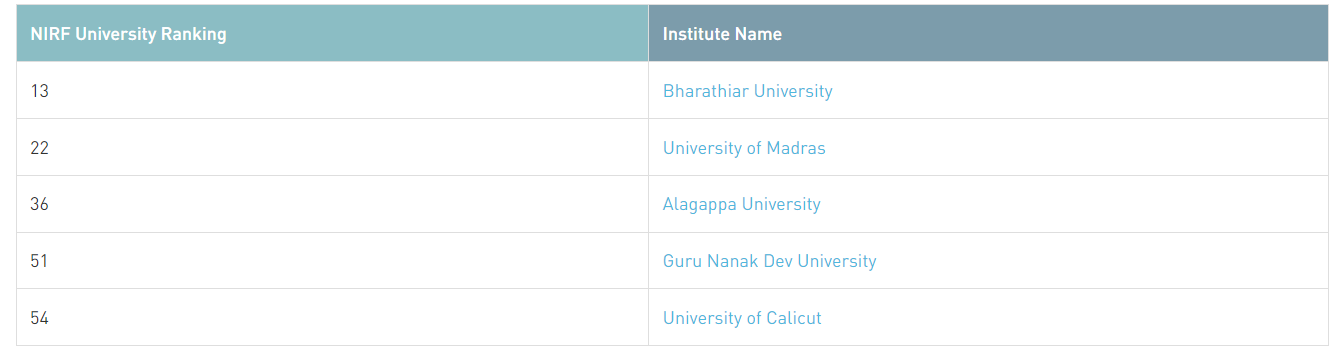 NIRF University Ranking Institute Name
13 Bharathiar University
22 University of Madras
36 Alagappa University
51 Guru Nanak Dev University
54 University of Calicut